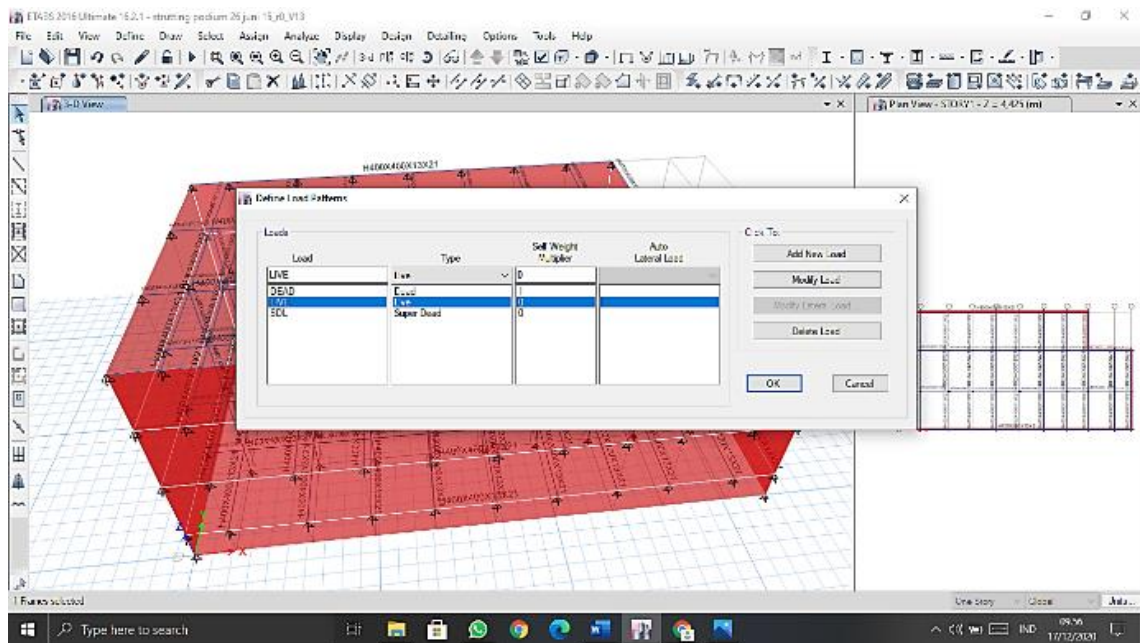 ETABS 2016 Ultimate 16.2.1 - strutting podium 26 juni 15_r0_V13
File Edit View Define Draw Select Assign Analyze Display Design Detailing Options Tools Help
3-D View
Plan View - STORY1 - Z = 4,425 (m)
H400X400X13X21
Define Load Patterns
Loads
Click To:
Load Type Self Weight Multiplier Auto Lateral Load
LIVE Live 0
DEAD Dead 1
LIVE Live 0
SDL Super Dead 0
Add New Load
Modify Load
Modify Lateral Load
Delete Load
OK Cancel
H400X400X13X21
X
1 Frames selected
One Story Global Units...
Type here to search
IND
09.56
17/12/2020